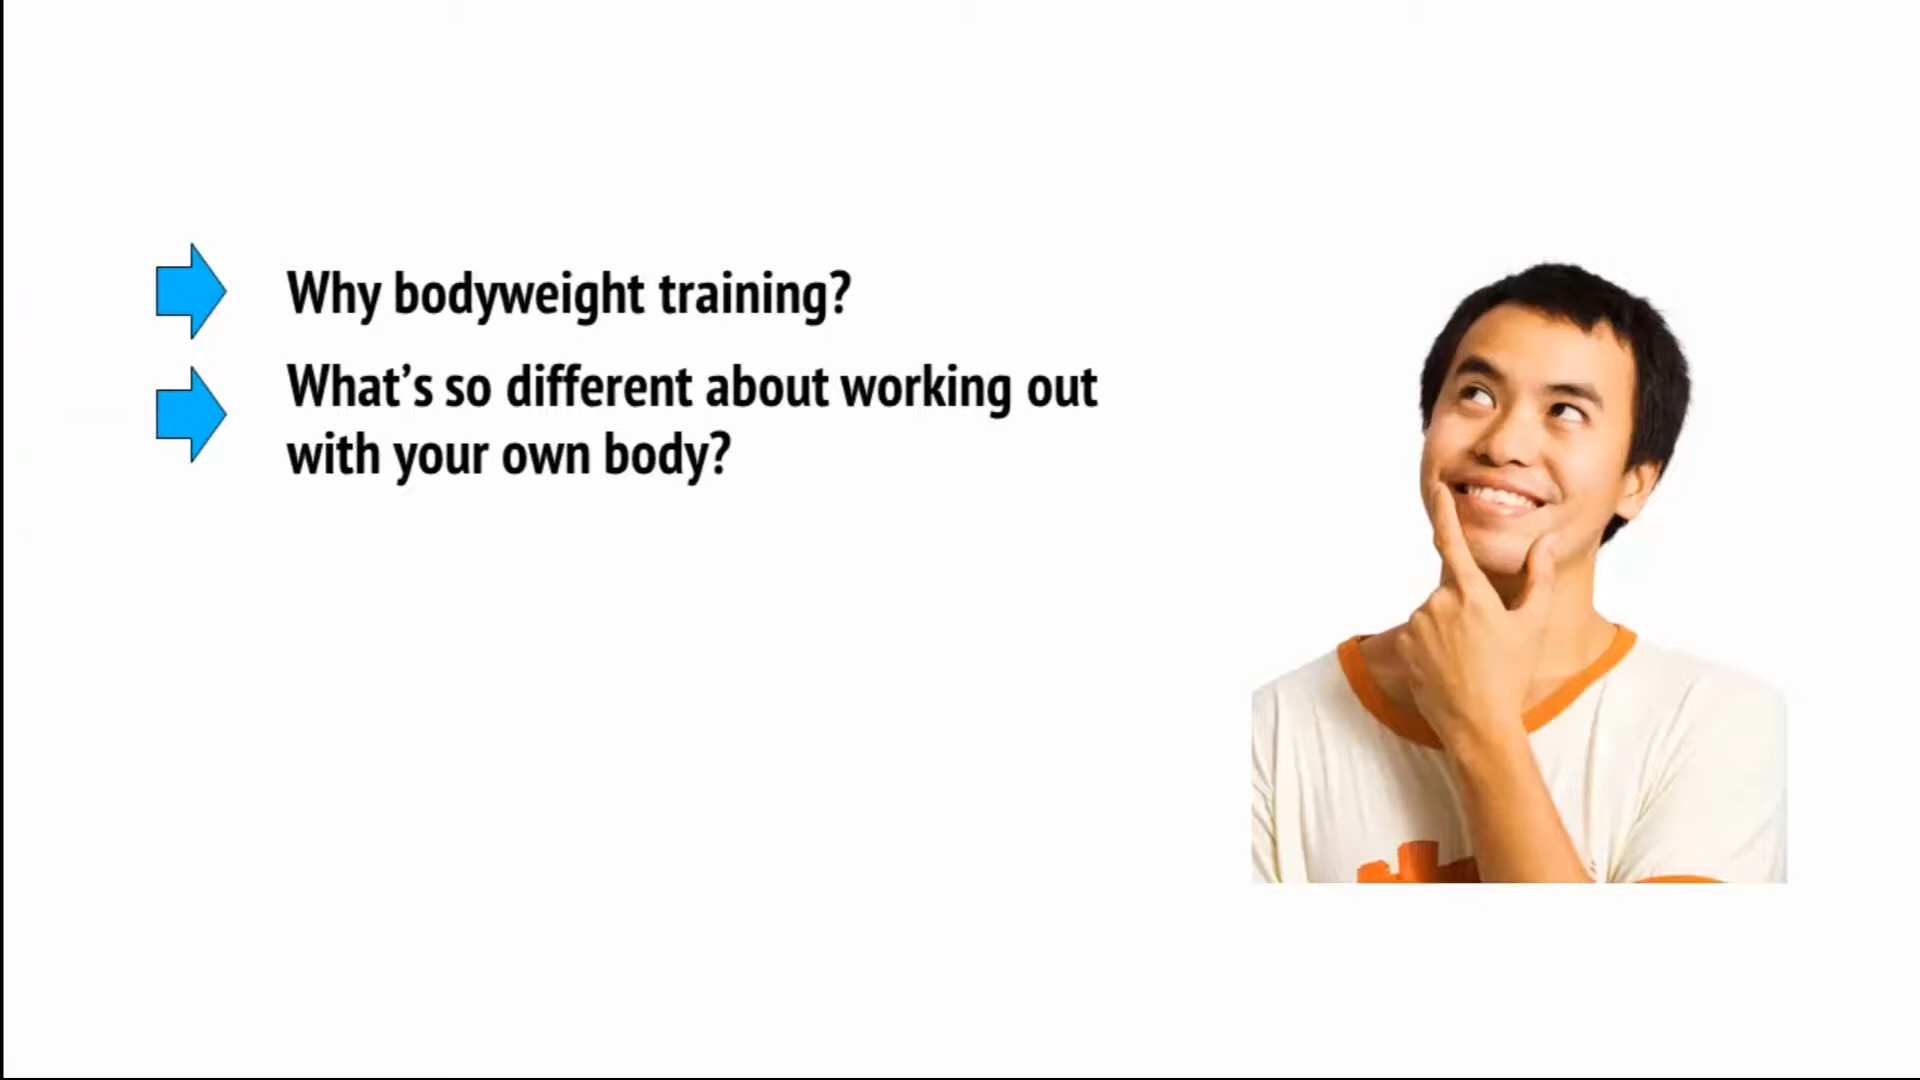 Why bodyweight training?
What’s so different about working out
with your own body?